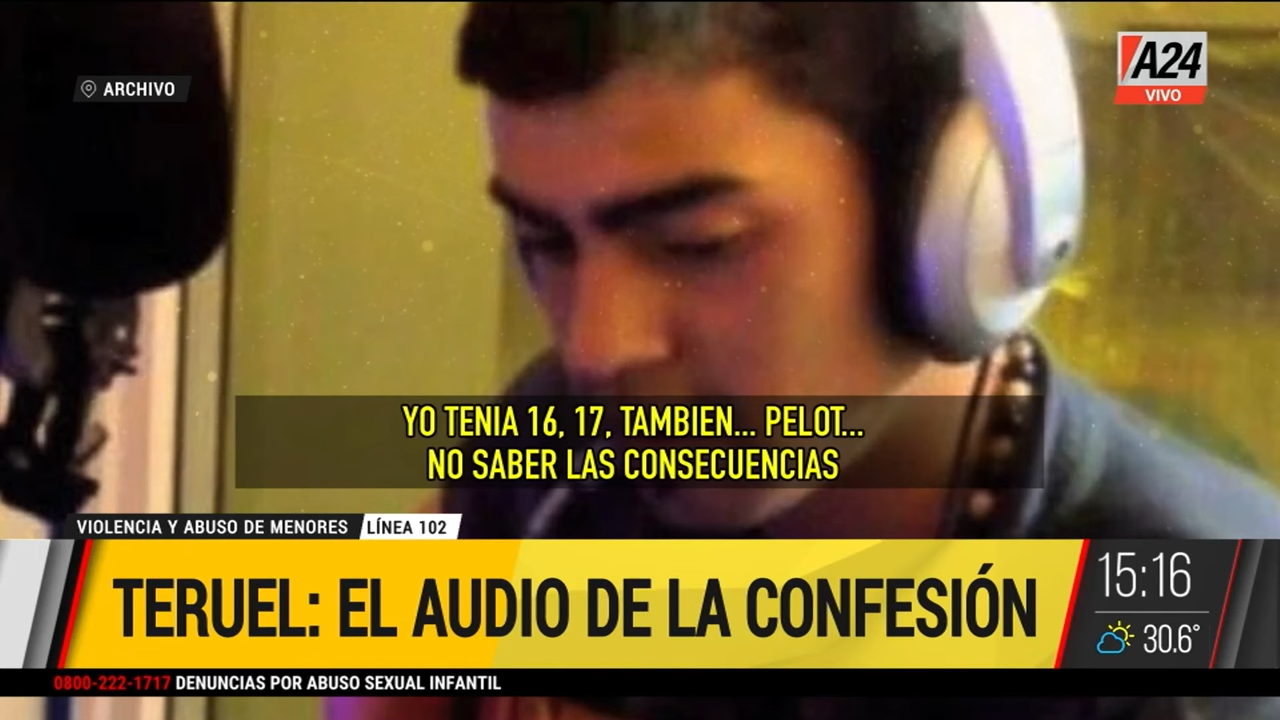 ARCHIVO
A24
VIVO
YO TENIA 16, 17, TAMBIEN... PELOT...
NO SABER LAS CONSECUENCIAS
VIOLENCIA Y ABUSO DE MENORES LÍNEA 102
TERUEL: EL AUDIO DE LA CONFESIÓN
15:16
30.6°
0800-222-1717 DENUNCIAS POR ABUSO SEXUAL INFANTIL